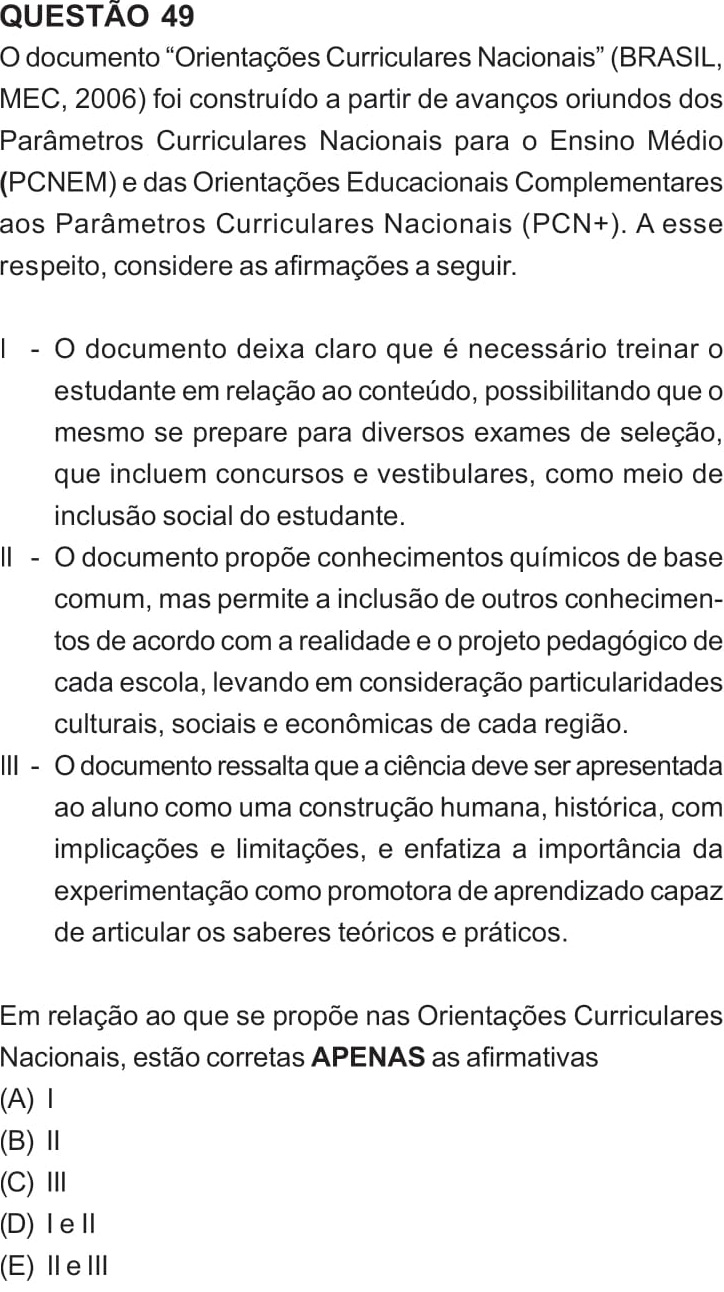 QUESTÃO 49
O documento “Orientações Curriculares Nacionais” (BRASIL,
MEC, 2006) foi construído a partir de avanços oriundos dos
Parâmetros Curriculares Nacionais para o Ensino Médio
(PCNEM) e das Orientações Educacionais Complementares
aos Parâmetros Curriculares Nacionais (PCN+). A esse
respeito, considere as afirmações a seguir.
I - O documento deixa claro que é necessário treinar o
estudante em relação ao conteúdo, possibilitando que o
mesmo se prepare para diversos exames de seleção,
que incluem concursos e vestibulares, como meio de
inclusão social do estudante.
II - O documento propõe conhecimentos químicos de base
comum, mas permite a inclusão de outros conhecimen-
tos de acordo com a realidade e o projeto pedagógico de
cada escola, levando em consideração particularidades
culturais, sociais e econômicas de cada região.
III - O documento ressalta que a ciência deve ser apresentada
ao aluno como uma construção humana, histórica, com
implicações e limitações, e enfatiza a importância da
experimentação como promotora de aprendizado capaz
de articular os saberes teóricos e práticos.
Em relação ao que se propõe nas Orientações Curriculares
Nacionais, estão corretas APENAS as afirmativas
(A) I
(B) II
(C) III
(D) I e II
(E) II e III